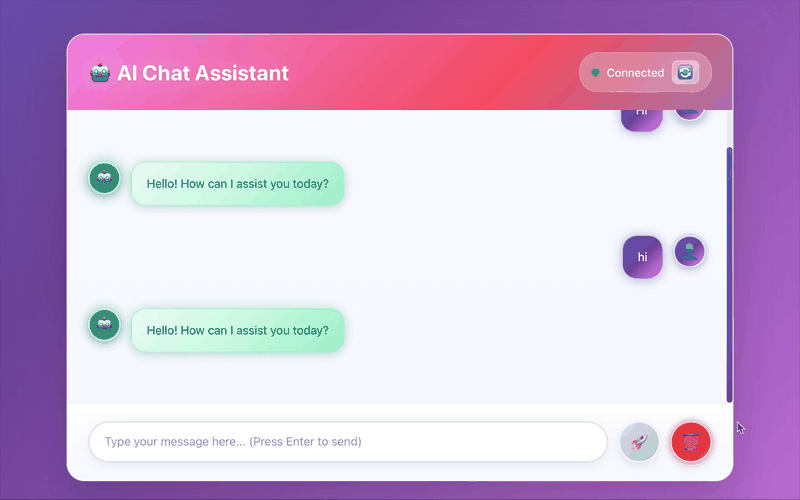 AI Chat Assistant
Connected
Hi
Hello! How can I assist you today?
hi
Hello! How can I assist you today?
Type your message here... (Press Enter to send)